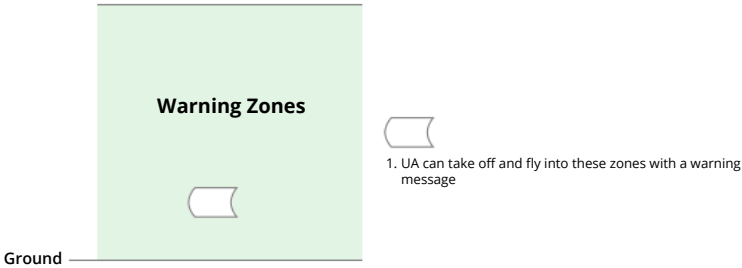 Warning Zones
1. UA can take off and fly into these zones with a warning
message
Ground